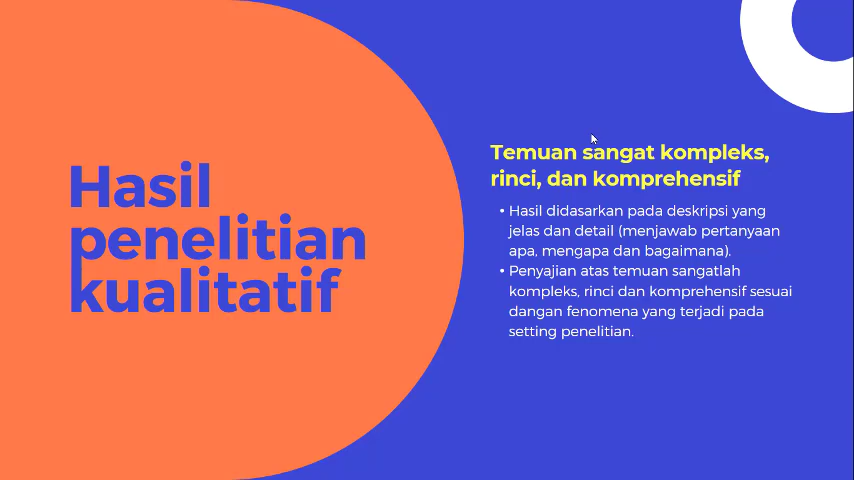 Hasil
penelitian
kualitatif
Temuan sangat kompleks,
rinci, dan komprehensif
• Hasil didasarkan pada deskripsi yang
jelas dan detail (menjawab pertanyaan
apa, mengapa dan bagaimana).
• Penyajian atas temuan sangatlah
kompleks, rinci dan komprehensif sesuai
dangan fenomena yang terjadi pada
setting penelitian.